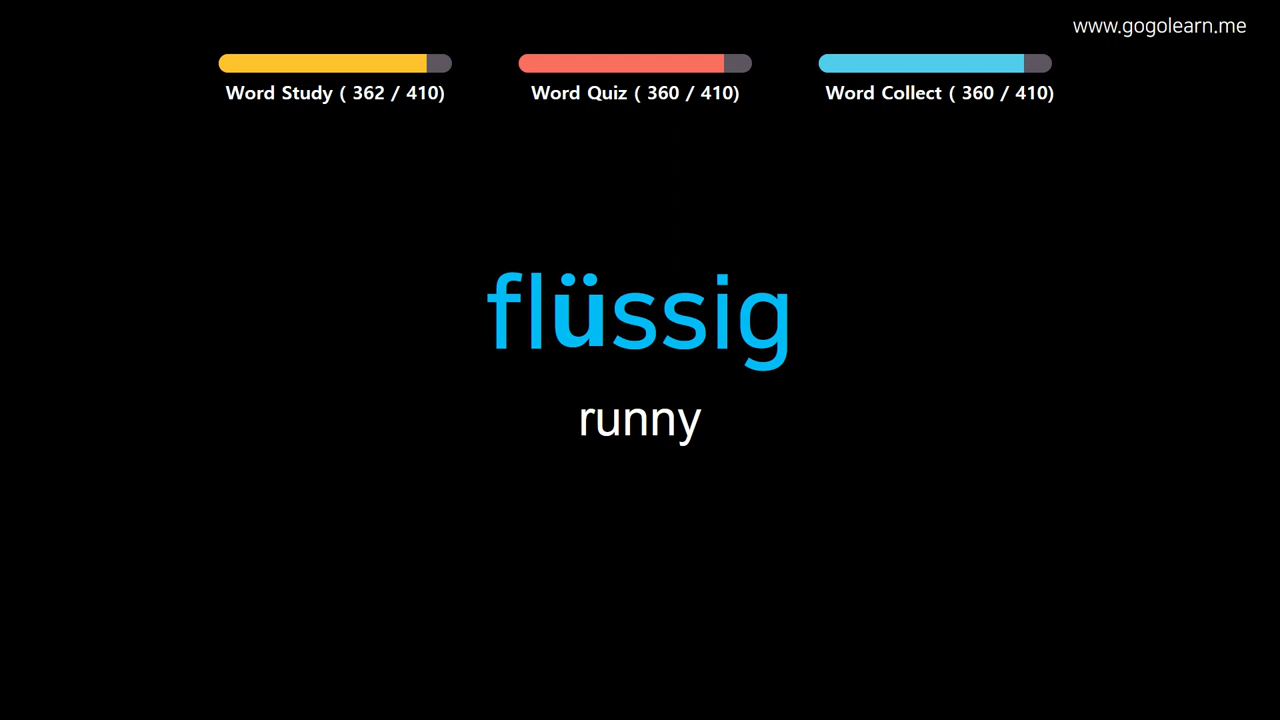 www.gogolearn.me
Word Study ( 362 / 410)
Word Quiz ( 360 / 410)
Word Collect ( 360 / 410)
flüssig
runny